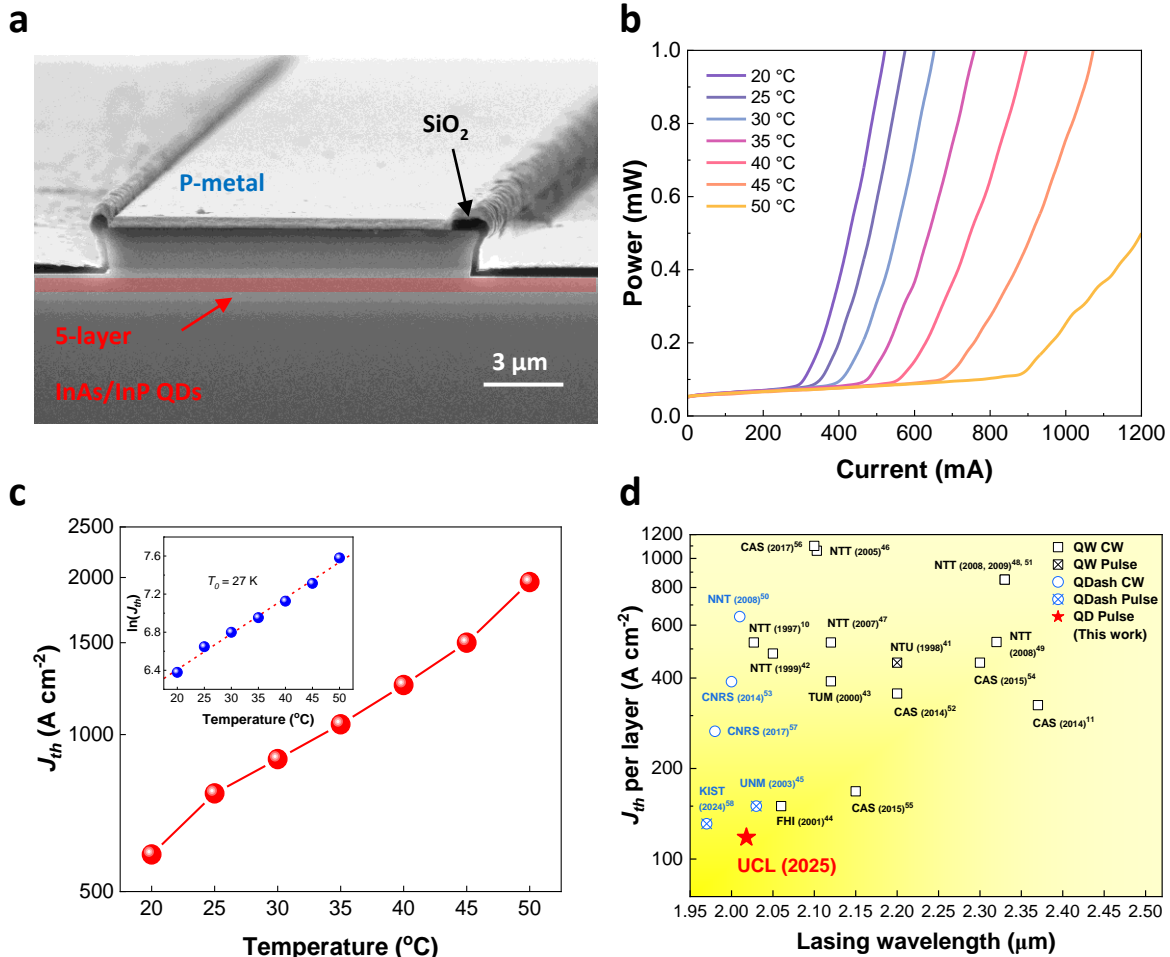 a
SiO2
P-metal
5-layer
InAs/InP QDs
3 μm
b
1.0
0.8
0.6
0.4
0.2
0.0
Power (mW)
20 °C
25 °C
30 °C
35 °C
40 °C
45 °C
50 °C
0 200 400 600 800 1000 1200
Current (mA)
c
2500
2000
1500
1000
500
Jth (A cm-2)
7.6
7.2
6.8
6.4
ln(Jth)
T0 = 27 K
20 25 30 35 40 45 50
Temperature (oC)
20 25 30 35 40 45 50
Temperature (oC)
d
1200
1000
800
600
400
200
100
Jth per layer (A cm-2)
CAS (2017)56
NTT (2005)46
NTT (2008, 2009)48, 51
QW CW
QW Pulse
QDash CW
QDash Pulse
QD Pulse
(This work)
NNT (2008)50
NTT (1997)10
NTT (2007)47
NTU (1998)41
NTT
(2008)49
NTT (1999)42
CAS (2015)54
CNRS (2014)53
TUM (2000)43
CAS (2014)52
CAS (2014)11
CNRS (2017)57
KIST
(2024)58
UNM (2003)45
FHI (2001)44
CAS (2015)55
UCL (2025)
1.95 2.00 2.05 2.10 2.15 2.20 2.25 2.30 2.35 2.40 2.45 2.50
Lasing wavelength (μm)